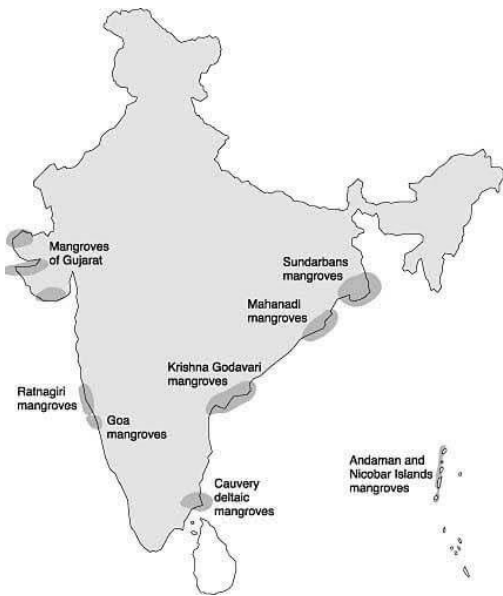 Mangroves
of Gujarat
Sundarbans
mangroves
Mahanadi
mangroves
Krishna Godavari
mangroves
Ratnagiri
mangroves
Goa
mangroves
Andaman and
Nicobar Islands
mangroves
Cauvery
deltaic
mangroves